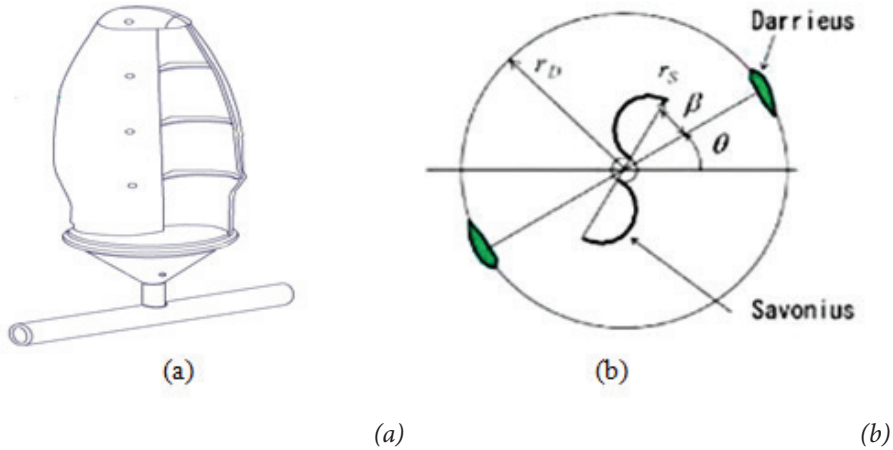 Darrieus
r_D
r_S
β
θ
Savonius
(a)
(b)
(a)
(b)